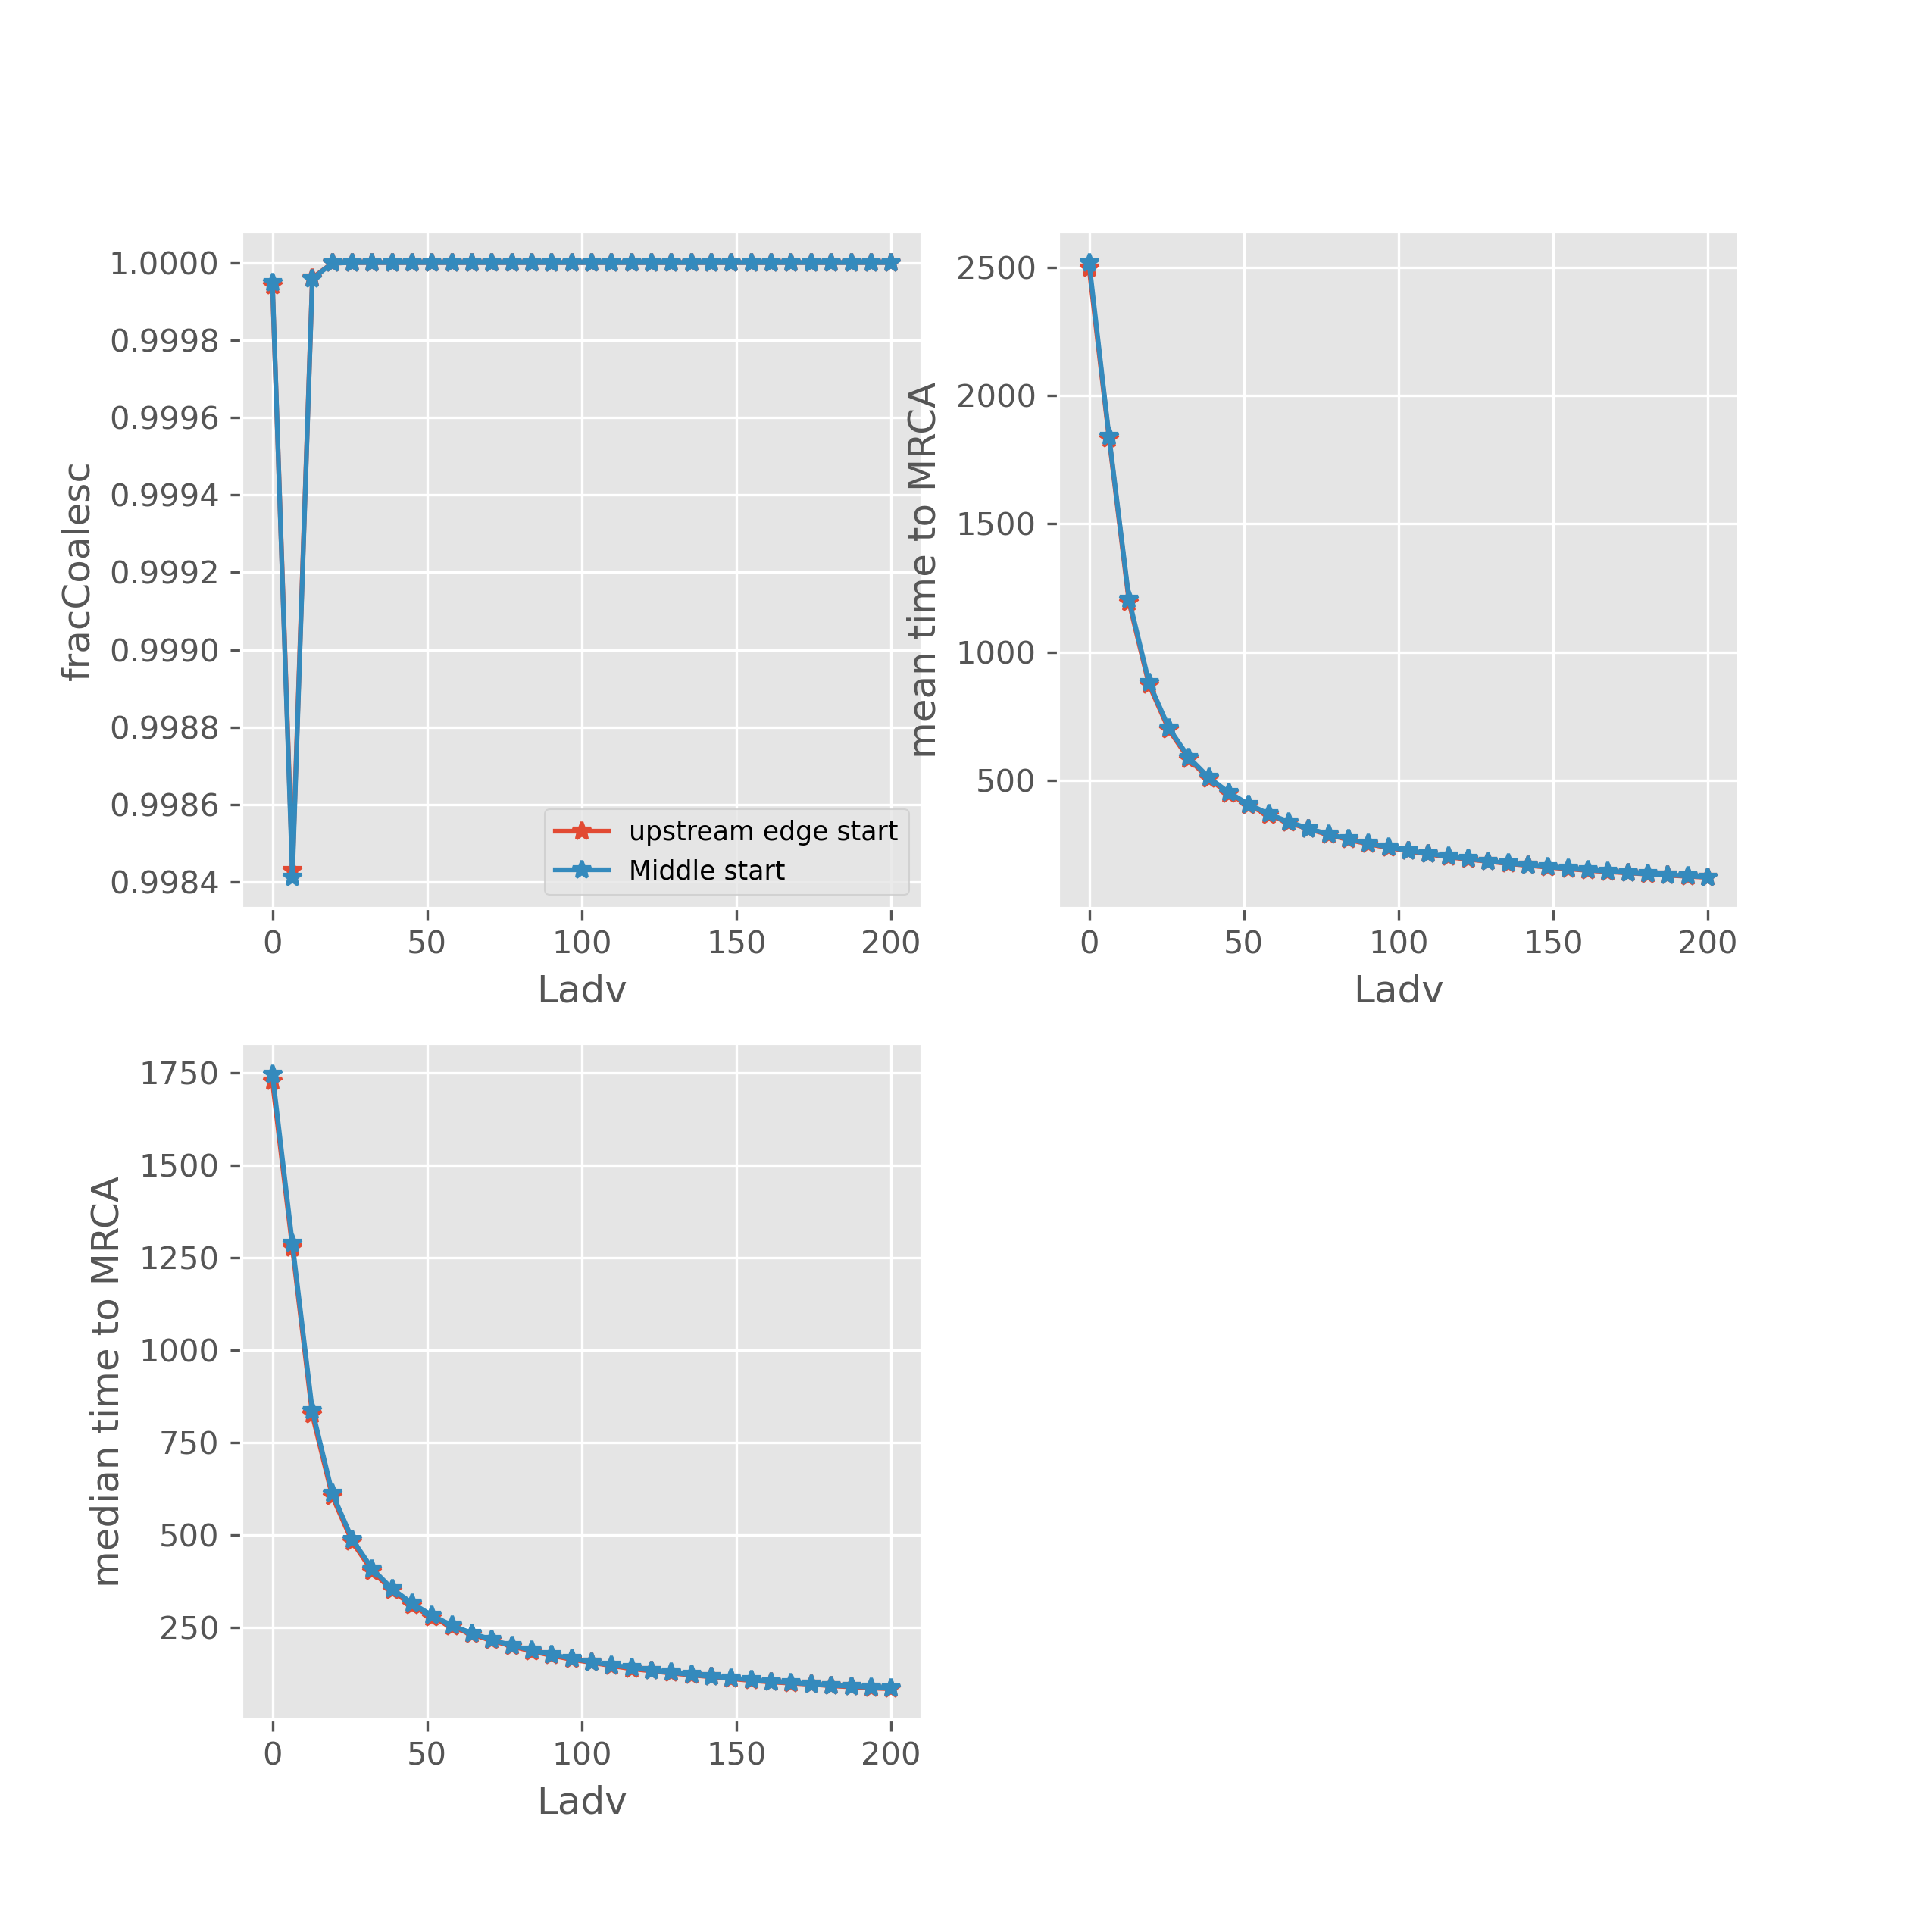 fracCoalesc
1.0000
0.9998
0.9996
0.9994
0.9992
0.9990
0.9988
0.9986
0.9984
upstream edge start
Middle start
0 50 100 150 200
Ladv
mean time to MRCA
2500
2000
1500
1000
500
0 50 100 150 200
Ladv
median time to MRCA
1750
1500
1250
1000
750
500
250
0 50 100 150 200
Ladv